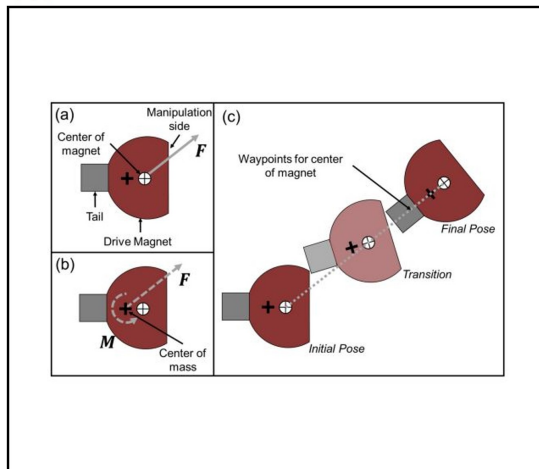 (a)
Manipulation
side
Center of
magnet
F
Tail
Drive Magnet
(b)
F
M
Center of
mass
(c)
Waypoints for center
of magnet
Final Pose
Transition
Initial Pose